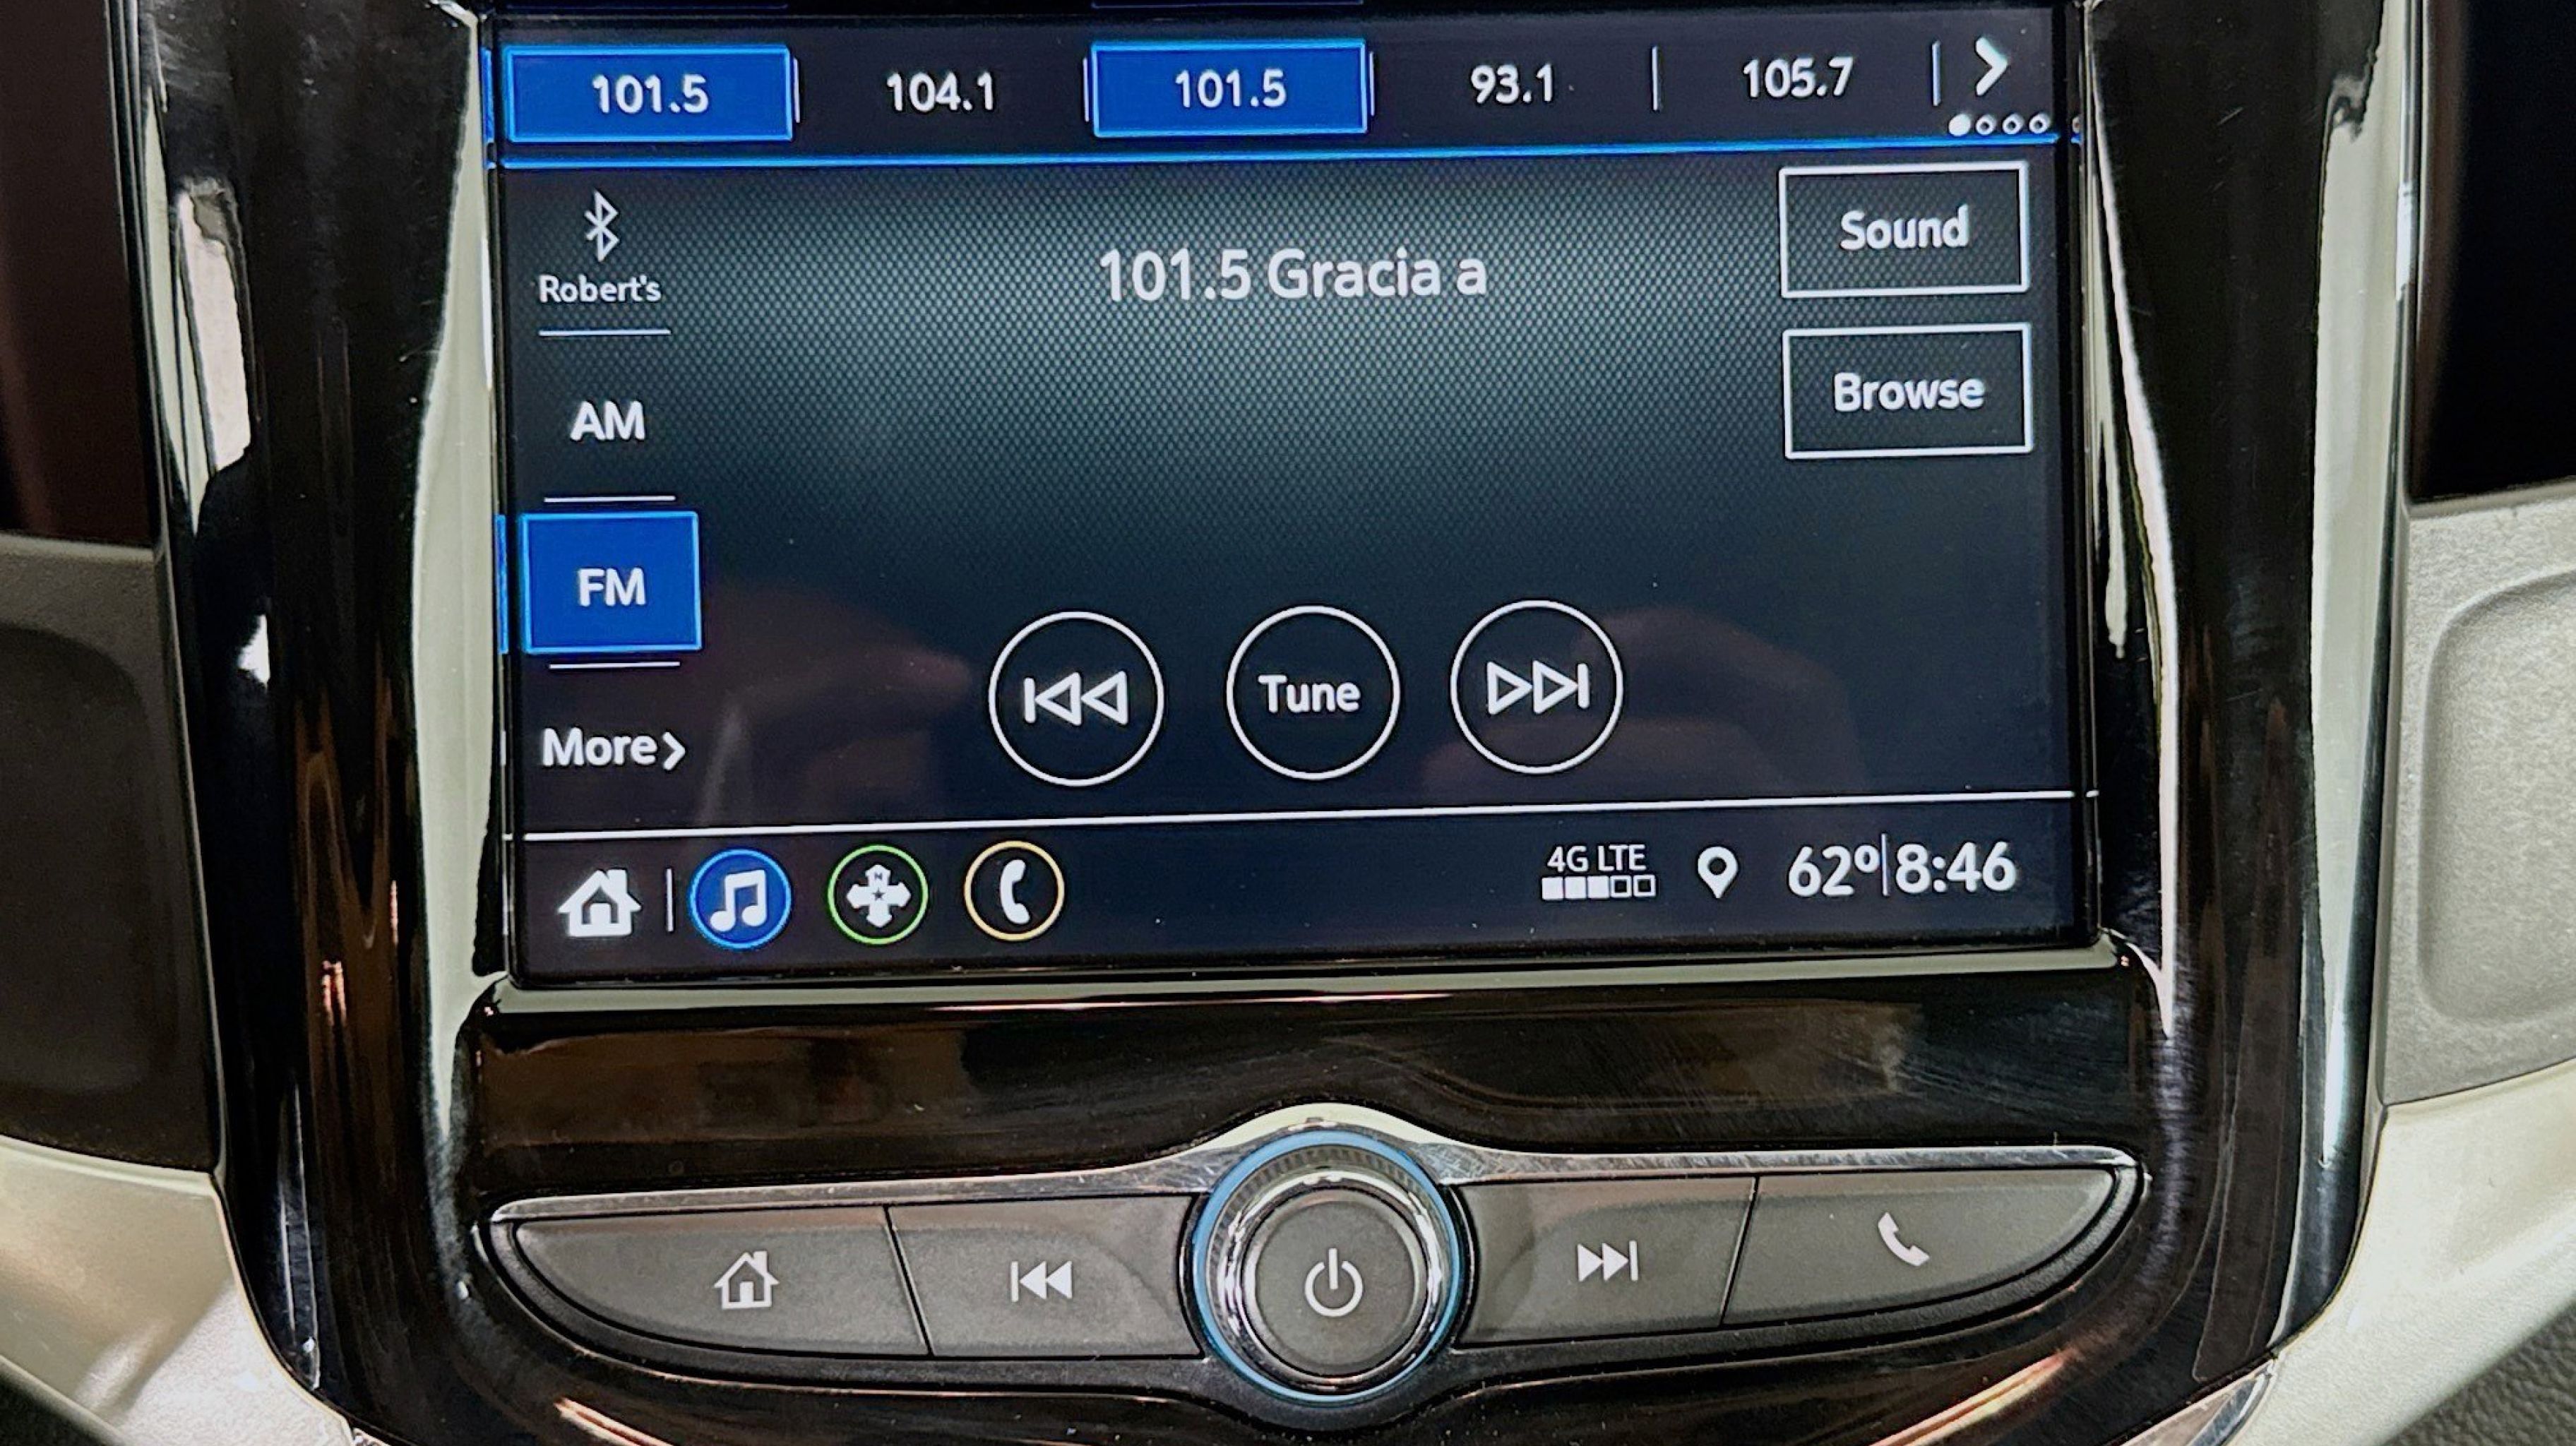 101.5 104.1 101.5 93.1 105.7
Robert's
AM
FM
More
101.5 Gracia a
Sound
Browse
Tune
N
4G LTE
62° 8:46